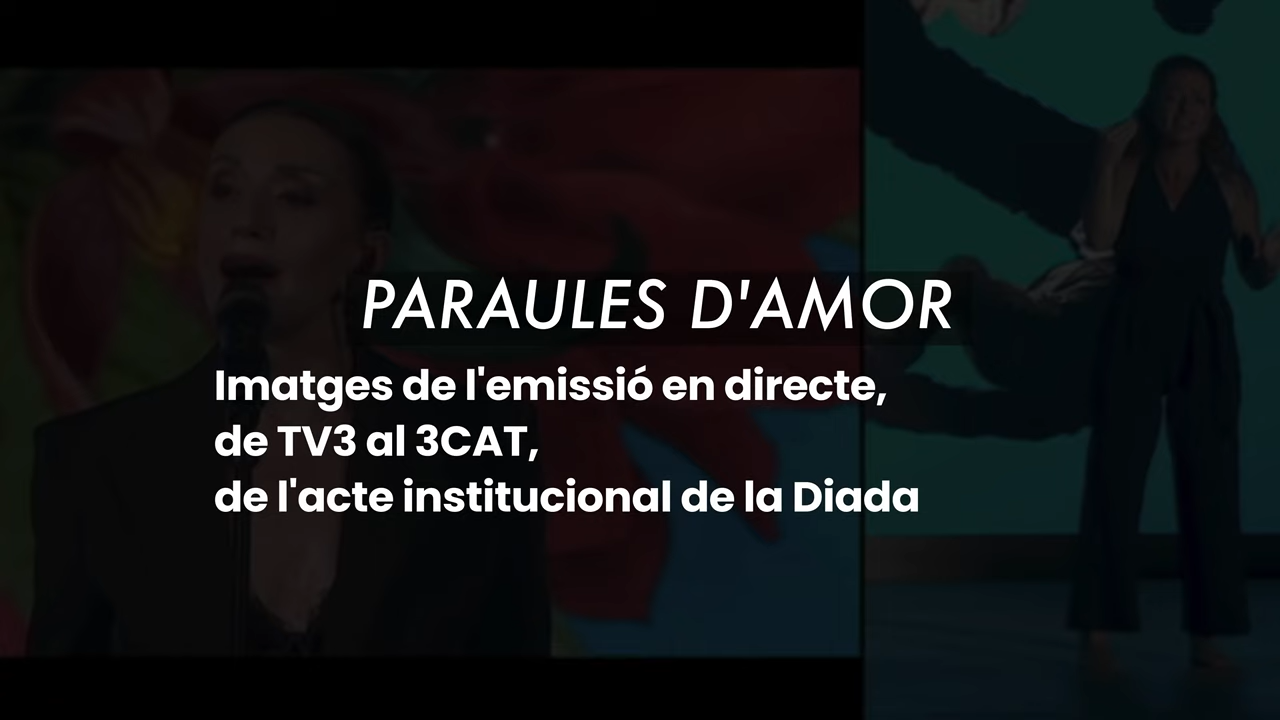 PARAULES D'AMOR
Imatges de l'emissió en directe,
de TV3 al 3CAT,
de l'acte institucional de la Diada